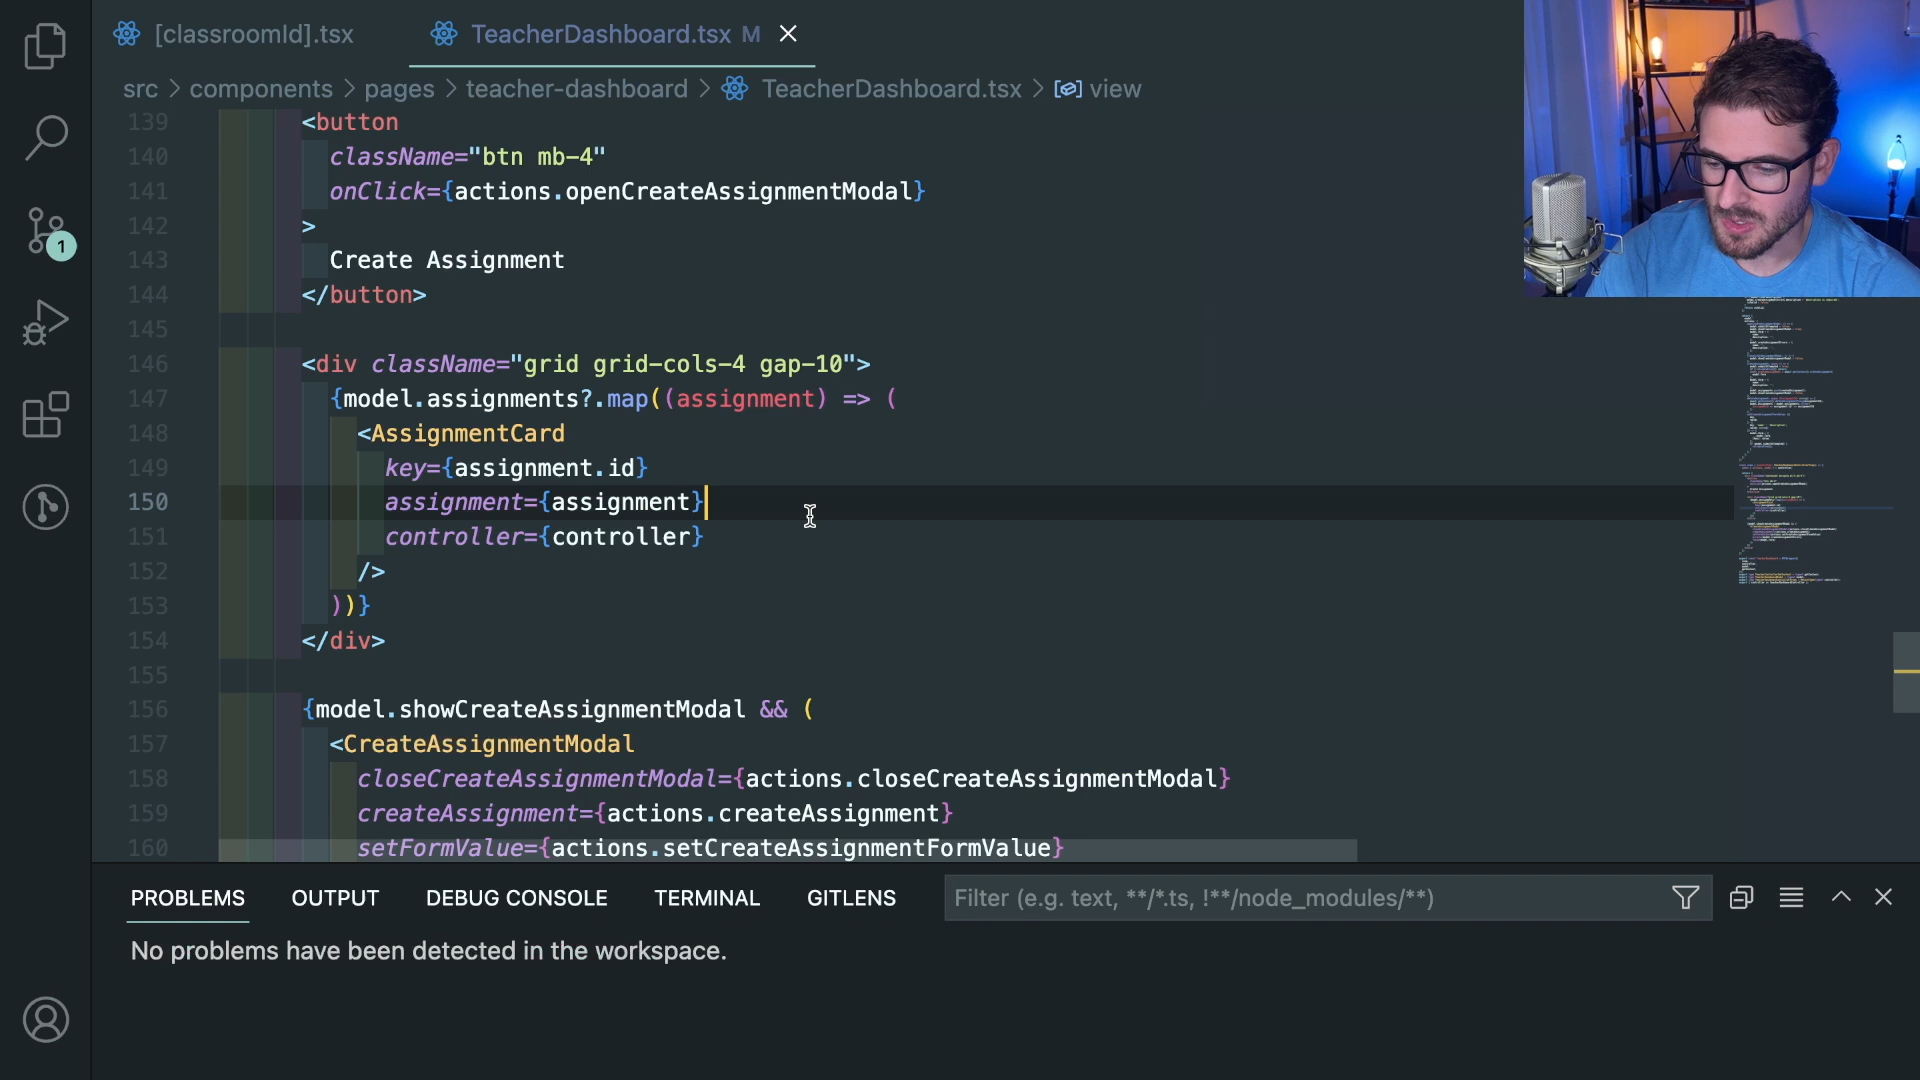 [classroomId].tsx
TeacherDashboard.tsx M
src > components > pages > teacher-dashboard > TeacherDashboard.tsx > view
139 <button
140 className="btn mb-4"
141 onClick={actions.openCreateAssignmentModal}
142 >
143 Create Assignment
144 </button>
145
146 <div className="grid grid-cols-4 gap-10">
147 {model.assignments?.map((assignment) => (
148 <AssignmentCard
149 key={assignment.id}
150 assignment={assignment}
151 controller={controller}
152 />
153 ))}
154 </div>
155
156 {model.showCreateAssignmentModal && (
157 <CreateAssignmentModal
158 closeCreateAssignmentModal={actions.closeCreateAssignmentModal}
159 createAssignment={actions.createAssignment}
160 setFormValue={actions.setCreateAssignmentFormValue}
1
PROBLEMS OUTPUT DEBUG CONSOLE TERMINAL GITLENS Filter (e.g. text, **/*.ts, !**/node_modules/**)
No problems have been detected in the workspace.